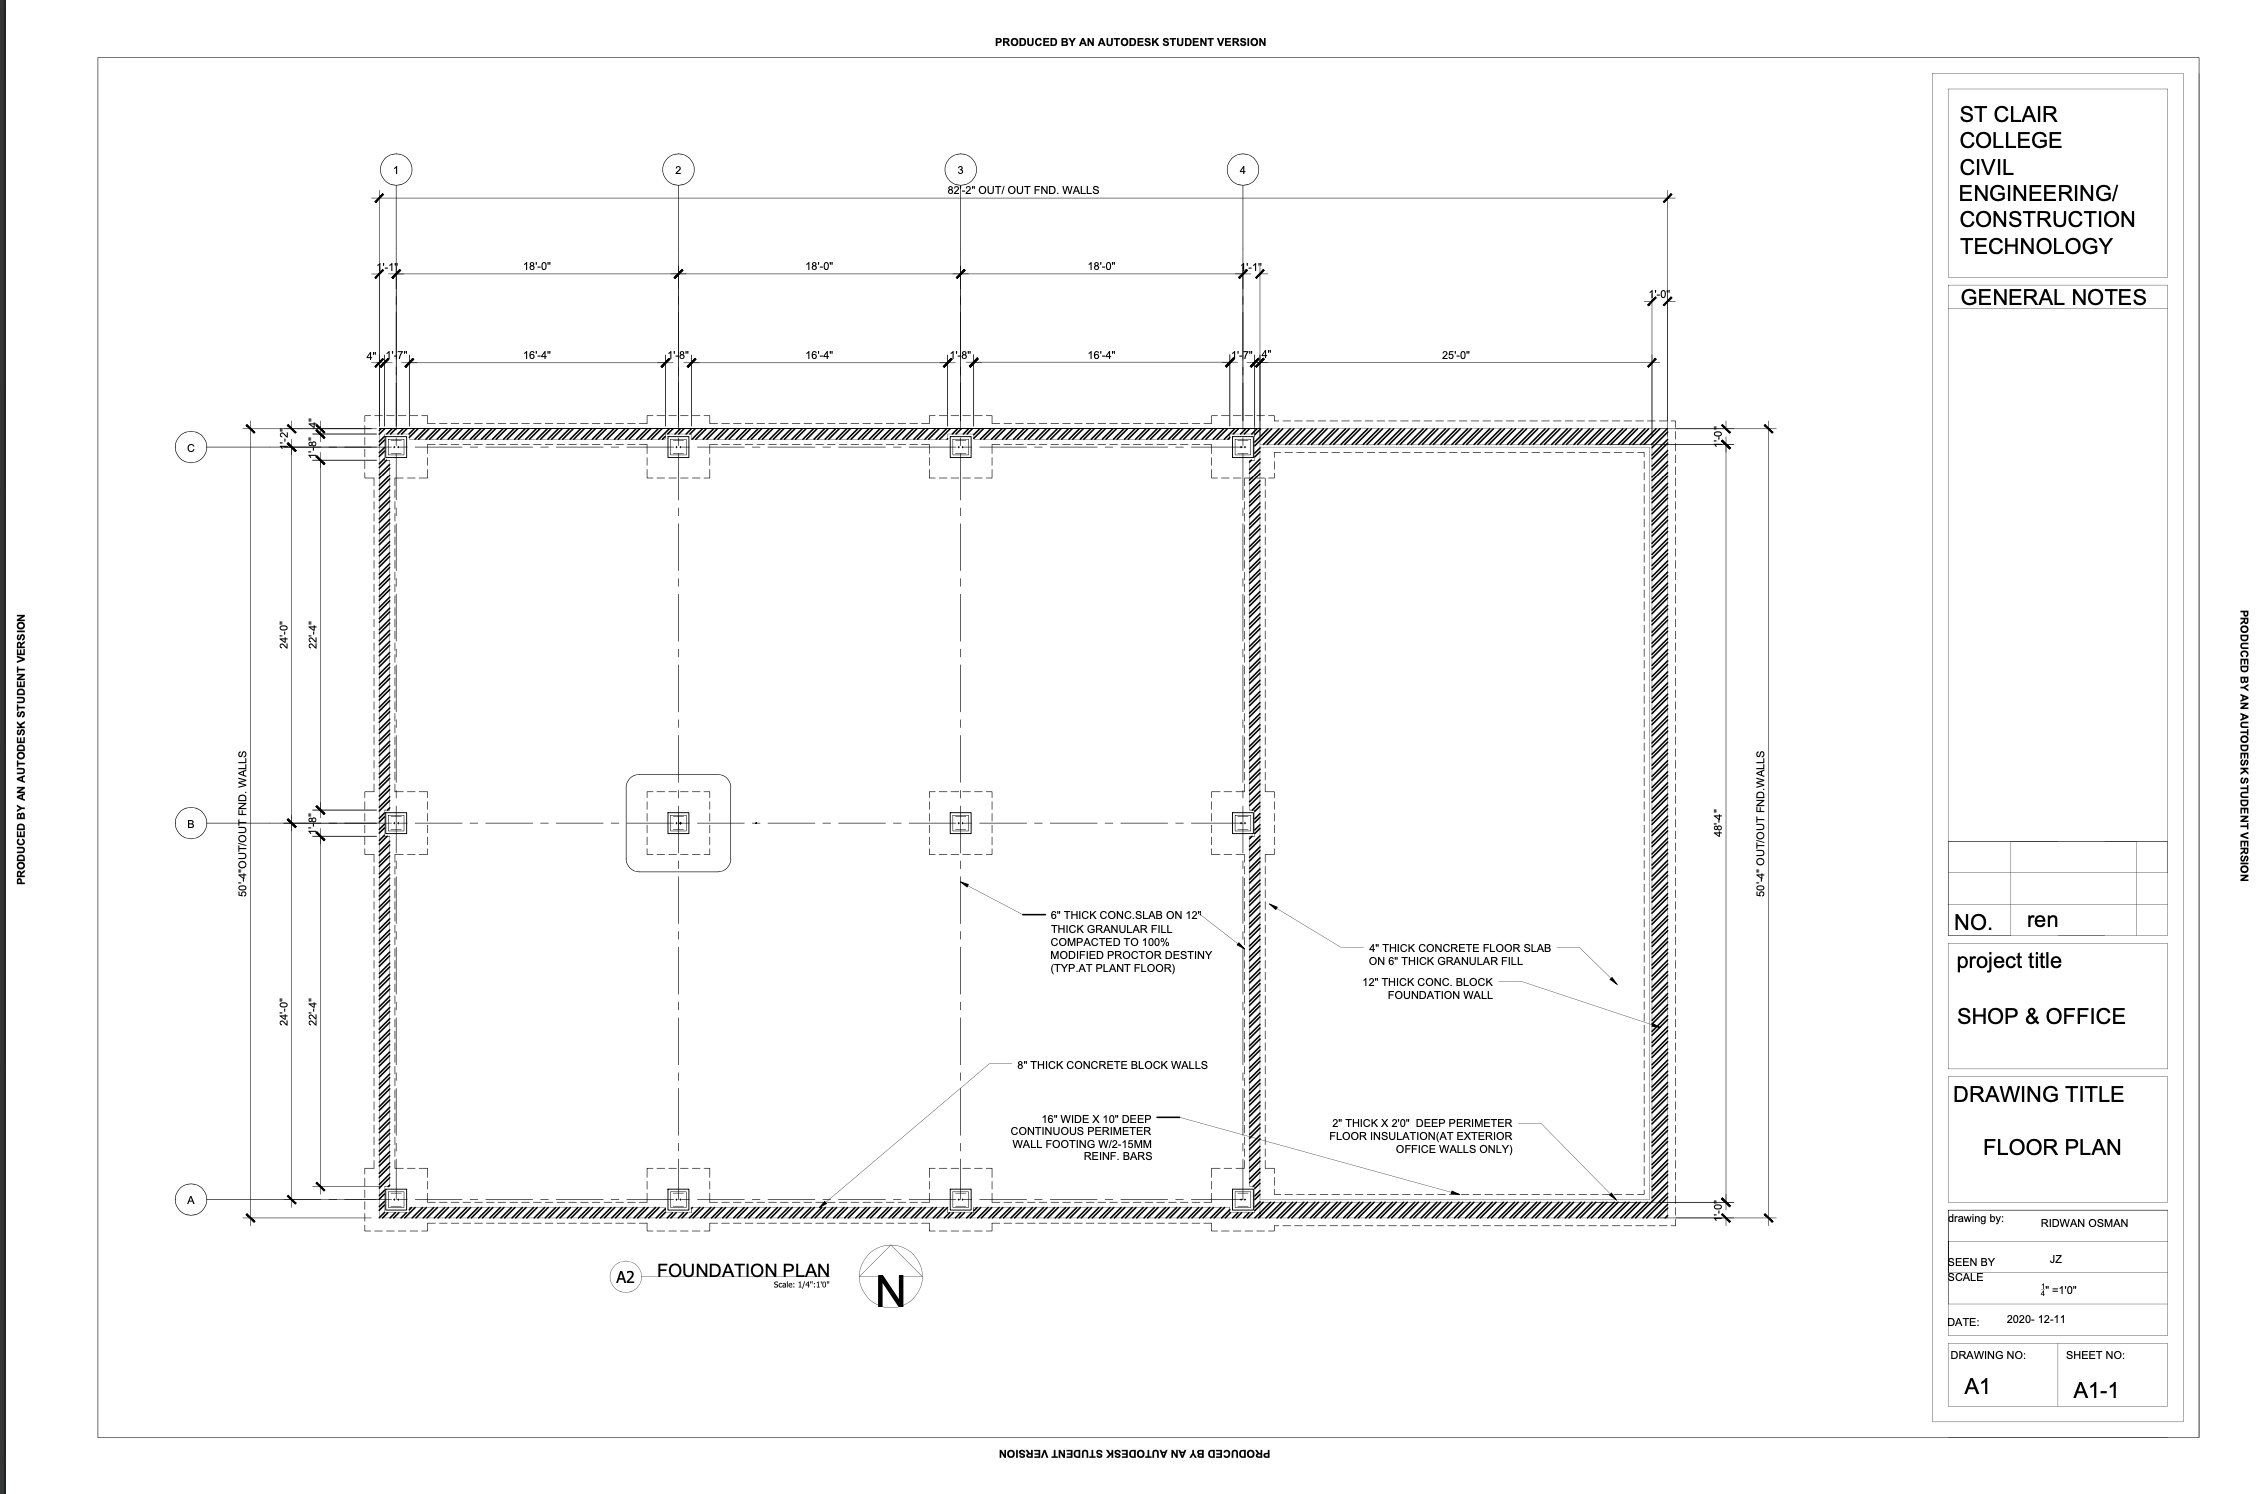 PRODUCED BY AN AUTODESK STUDENT VERSION
1
2
3
4
82'-2" OUT/ OUT FND. WALLS
1'-1"
18'-0"
18'-0"
18'-0"
1'-1"
1'-0"
4"
1'-7"
16'-4"
1'-8"
16'-4"
1'-8"
16'-4"
1'-7"
4"
25'-0"
C
B
A
1'-2"
4"
1'-8"
24'-0"
22'-4"
1'-8"
50'-4"OUT/OUT FND. WALLS
24'-0"
22'-4"
1'-0"
48'-4"
50'-4" OUT/OUT FND.WALLS
1'-0"
6" THICK CONC.SLAB ON 12"
THICK GRANULAR FILL
COMPACTED TO 100%
MODIFIED PROCTOR DESTINY
(TYP.AT PLANT FLOOR)
4" THICK CONCRETE FLOOR SLAB
ON 6" THICK GRANULAR FILL
12" THICK CONC. BLOCK
FOUNDATION WALL
8" THICK CONCRETE BLOCK WALLS
16" WIDE X 10" DEEP
CONTINUOUS PERIMETER
WALL FOOTING W/2-15MM
REINF. BARS
2" THICK X 2'0" DEEP PERIMETER
FLOOR INSULATION(AT EXTERIOR
OFFICE WALLS ONLY)
A2
FOUNDATION PLAN
Scale: 1/4":1'0"
N
ST CLAIR
COLLEGE
CIVIL
ENGINEERING/
CONSTRUCTION
TECHNOLOGY
GENERAL NOTES
NO. ren
project title
SHOP & OFFICE
DRAWING TITLE
FLOOR PLAN
drawing by: RIDWAN OSMAN
SEEN BY JZ
SCALE
1/4" =1'0"
DATE: 2020- 12-11
DRAWING NO: SHEET NO:
A1 A1-1
PRODUCED BY AN AUTODESK STUDENT VERSION
PRODUCED BY AN AUTODESK STUDENT VERSION
PRODUCED BY AN AUTODESK STUDENT VERSION